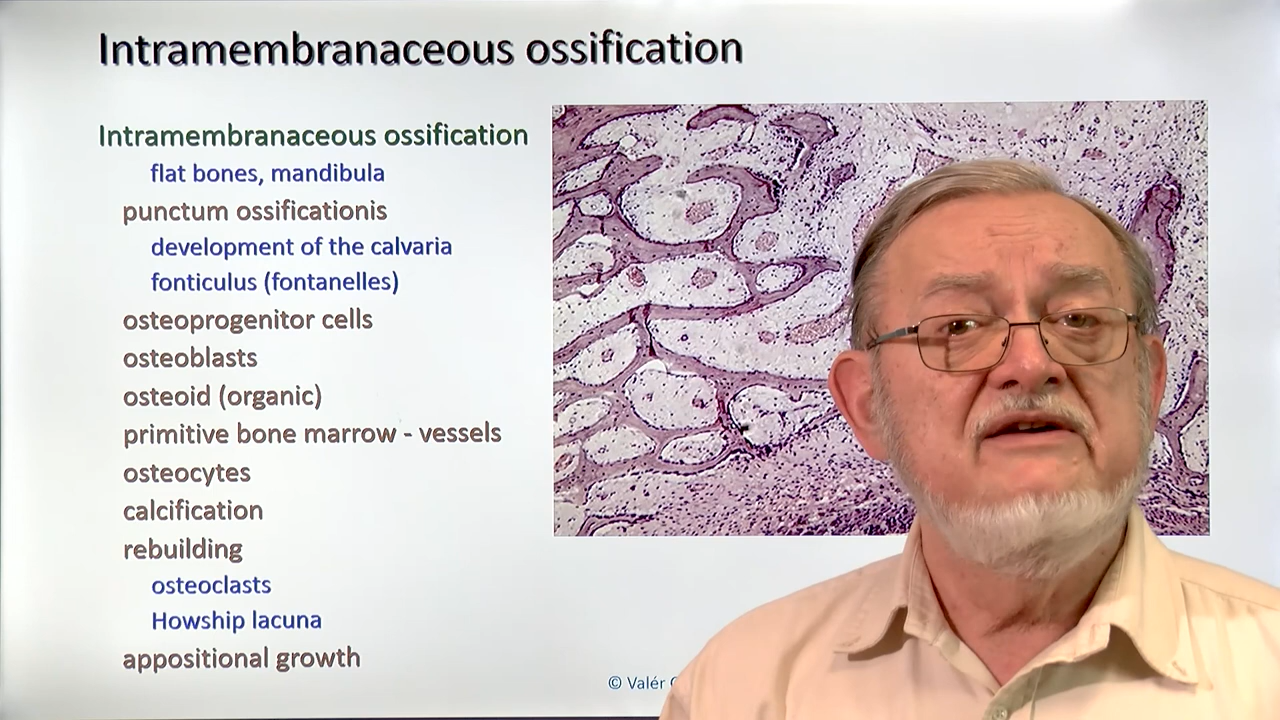 Intramembranaceous ossification
Intramembranaceous ossification
flat bones, mandibula
punctum ossificationis
development of the calvaria
fonticulus (fontanelles)
osteoprogenitor cells
osteoblasts
osteoid (organic)
primitive bone marrow - vessels
osteocytes
calcification
rebuilding
osteoclasts
Howship lacuna
appositional growth
© Valér